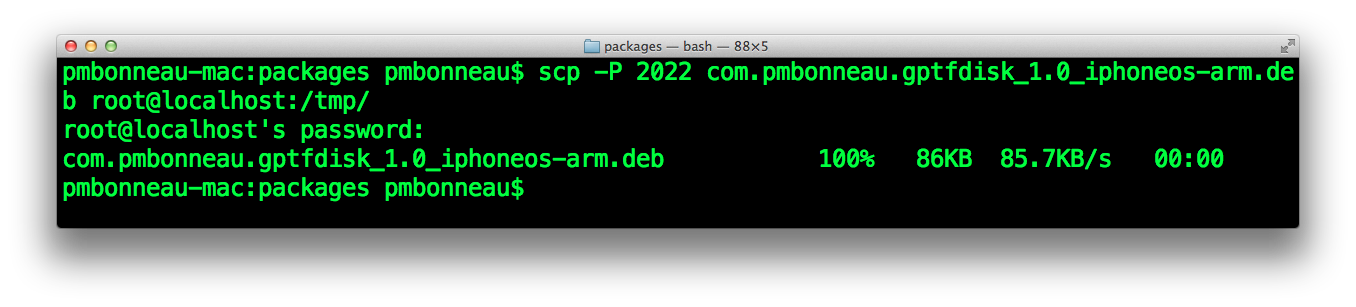 packages — bash — 88×5
pmbonneau-mac:packages pmbonneau$ scp -P 2022 com.pmbonneau.gptfdisk_1.0_iphoneos-arm.de
b root@localhost:/tmp/
root@localhost's password:
com.pmbonneau.gptfdisk_1.0_iphoneos-arm.deb 100% 86KB 85.7KB/s 00:00
pmbonneau-mac:packages pmbonneau$